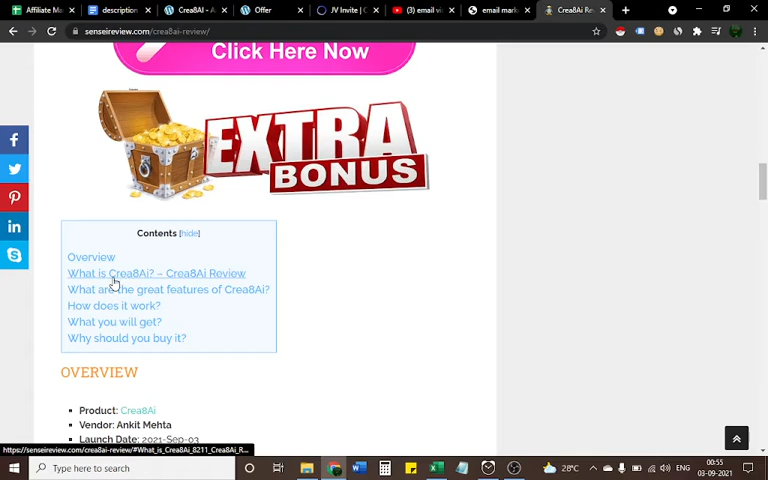 Affiliate Ma
description
Crea8AI - A
Offer
JV Invite | C
(3) email vi
email mark
Crea8Ai Re
senseireview.com/crea8ai-review/
Click Here Now
EXTRA
BONUS
Contents [hide]
Overview
What is Crea8Ai? – Crea8Ai Review
What are the great features of Crea8Ai?
How does it work?
What you will get?
Why should you buy it?
OVERVIEW
Product: Crea8Ai
Vendor: Ankit Mehta
Launch Date: 2021-Sep-03
https://senseireview.com/crea8ai-review/#What_is_Crea8Ai_8211_Crea8Ai_R...
Type here to search
28°C
ENG
00:55
03-09-2021